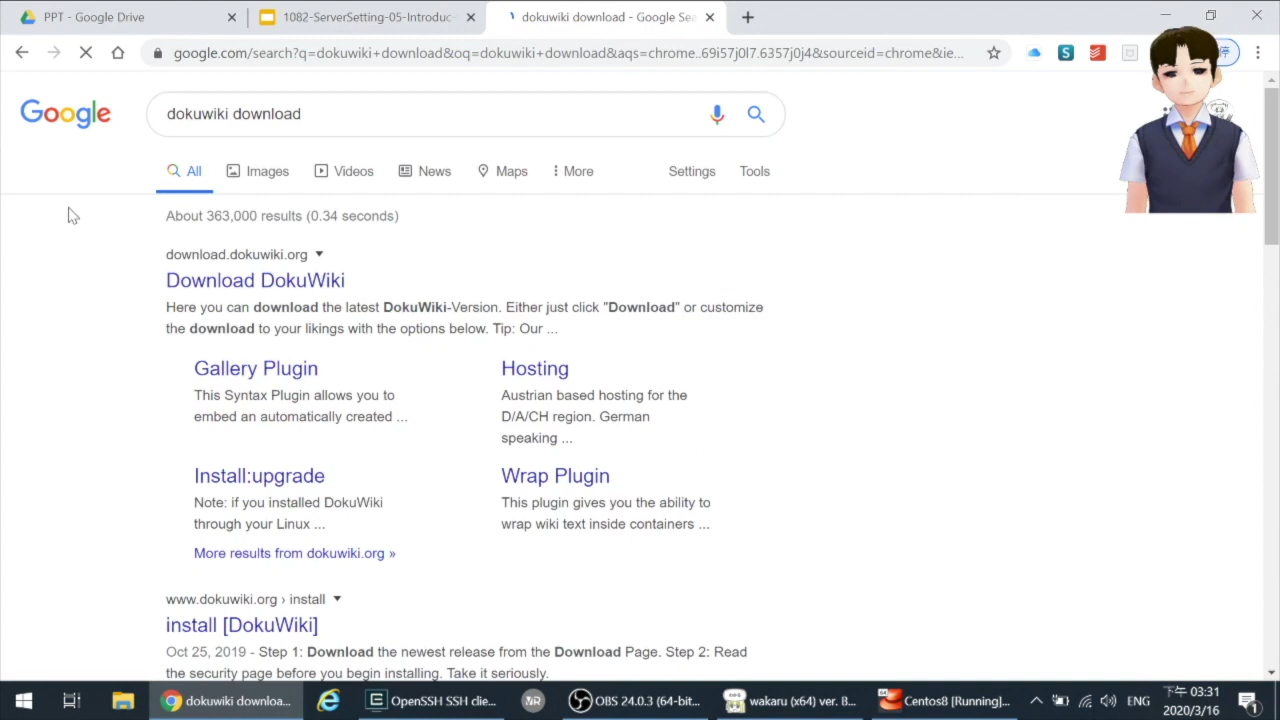 PPT - Google Drive
1082-ServerSetting-05-Introduc
dokuwiki download - Google Sea
google.com/search?q=dokuwiki+download&oq=dokuwiki+download&aqs=chrome..69i57j0l7.6357j0j4&sourceid=chrome&ie...
S
停
Google
dokuwiki download
All
Images
Videos
News
Maps
More
Settings
Tools
About 363,000 results (0.34 seconds)
download.dokuwiki.org
Download DokuWiki
Here you can download the latest DokuWiki-Version. Either just click "Download" or customize
the download to your likings with the options below. Tip: Our ...
Gallery Plugin
This Syntax Plugin allows you to
embed an automatically created ...
Hosting
Austrian based hosting for the
D/A/CH region. German
speaking ...
Install:upgrade
Note: if you installed DokuWiki
through your Linux ...
Wrap Plugin
This plugin gives you the ability to
wrap wiki text inside containers ...
More results from dokuwiki.org »
www.dokuwiki.org › install
install [DokuWiki]
Oct 25, 2019 - Step 1: Download the newest release from the Download Page. Step 2: Read
the security page before you begin installing. Take it seriously.
dokuwiki downloa...
OpenSSH SSH clie...
OBS 24.0.3 (64-bit...
wakaru (x64) ver. B...
Centos8 [Running]...
ENG
下午 03:31
2020/3/16
1